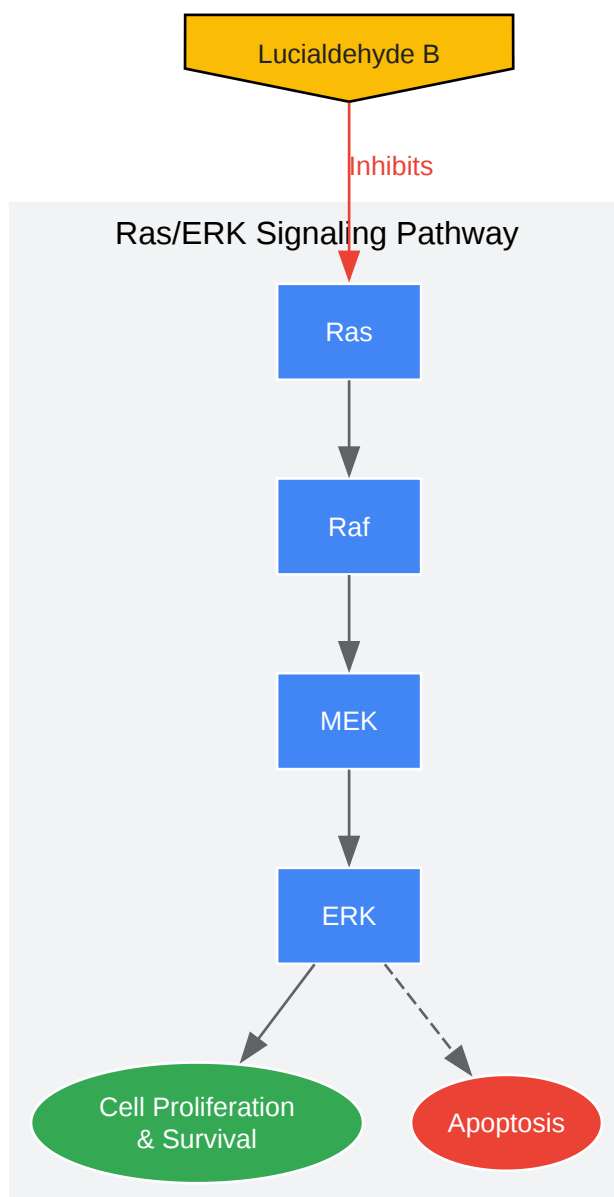 Lucialdehyde B
Inhibits
Ras/ERK Signaling Pathway
Ras
Raf
MEK
ERK
Cell Proliferation
& Survival
Apoptosis